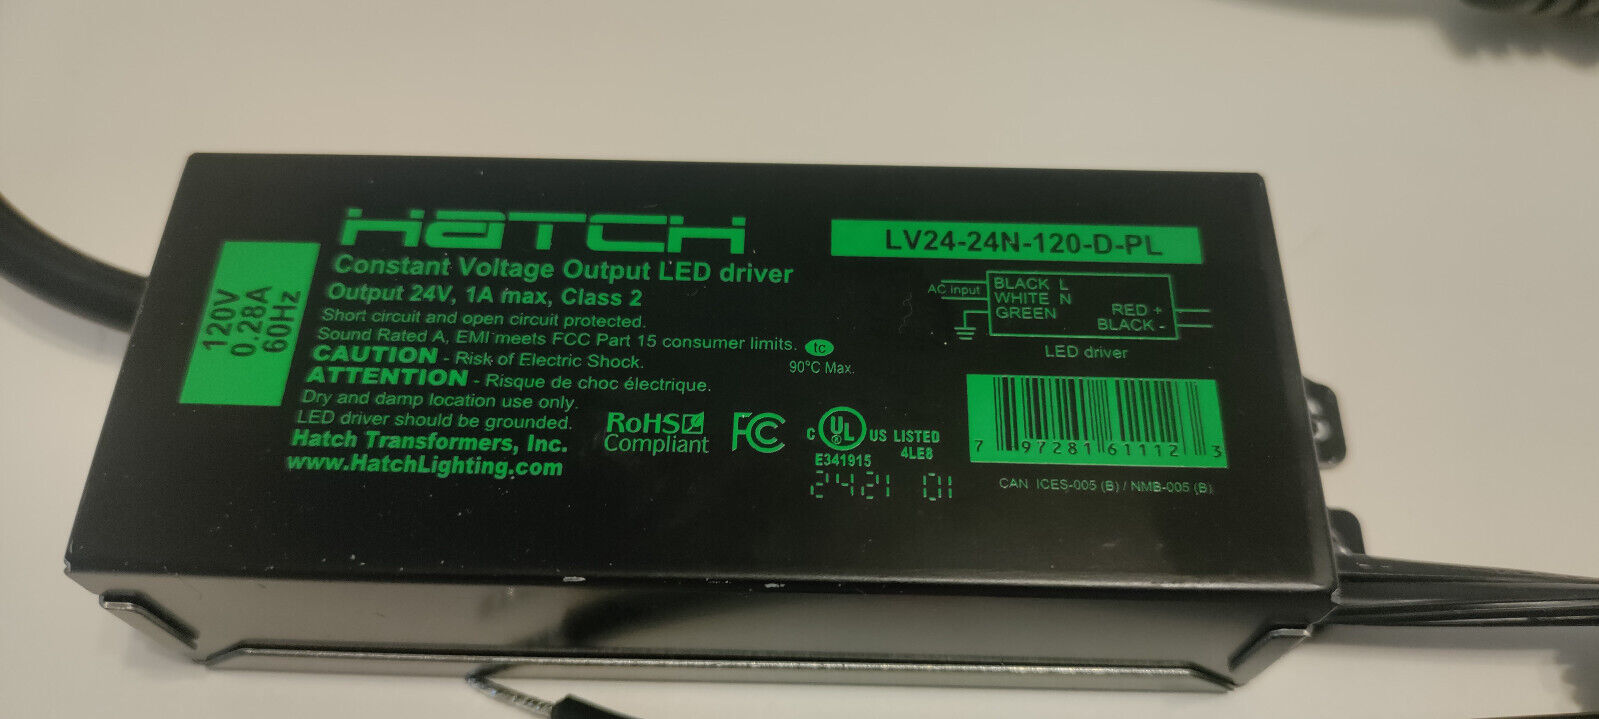 HaTCH
LV24-24N-120-D-PL
120V
0.28A
60Hz
Constant Voltage Output LED driver
Output 24V, 1A max, Class 2
Short circuit and open circuit protected.
Sound Rated A, EMI meets FCC Part 15 consumer limits.
tc
90°C Max.
CAUTION - Risk of Electric Shock.
ATTENTION - Risque de choc électrique.
Dry and damp location use only.
LED driver should be grounded.
Hatch Transformers, Inc.
www.HatchLighting.com
RoHS
Compliant
FC
C UL ® US LISTED
E341915 4LE8
2421 01
AC input
BLACK L
WHITE N
GREEN
RED +
BLACK -
LED driver
7 97281 61112 3
CAN ICES-005 (B) / NMB-005 (B)